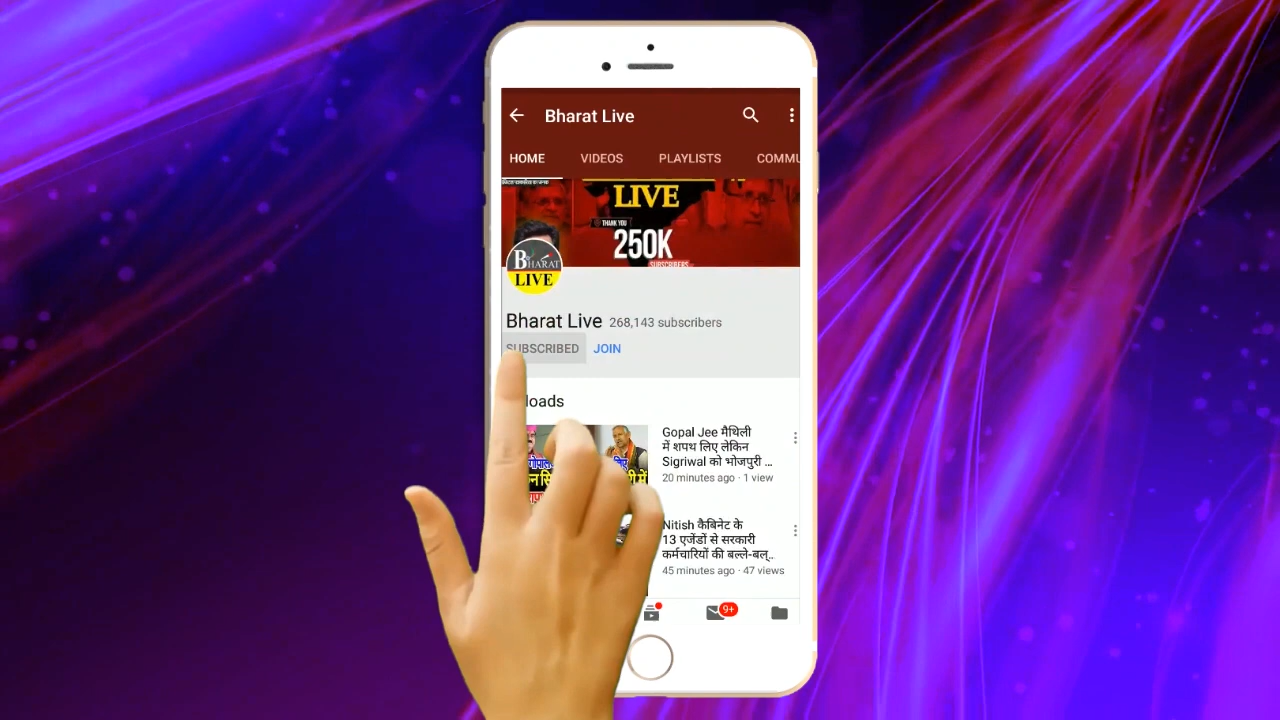 Bharat Live
HOME VIDEOS PLAYLISTS COMMU
LIVE
THANK YOU
250K
SUBSCRIBERS
BHARAT
LIVE
Bharat Live 268,143 subscribers
SUBSCRIBED JOIN
loads
Gopal Jee मैथिली
में शपथ लिए लेकिन
Sigriwal को भोजपुरी ...
20 minutes ago · 1 view
Nitish कैबिनेट के
13 एजेंडों से सरकारी
कर्मचारियों की बल्ले-बल्..
45 minutes ago · 47 views
9+